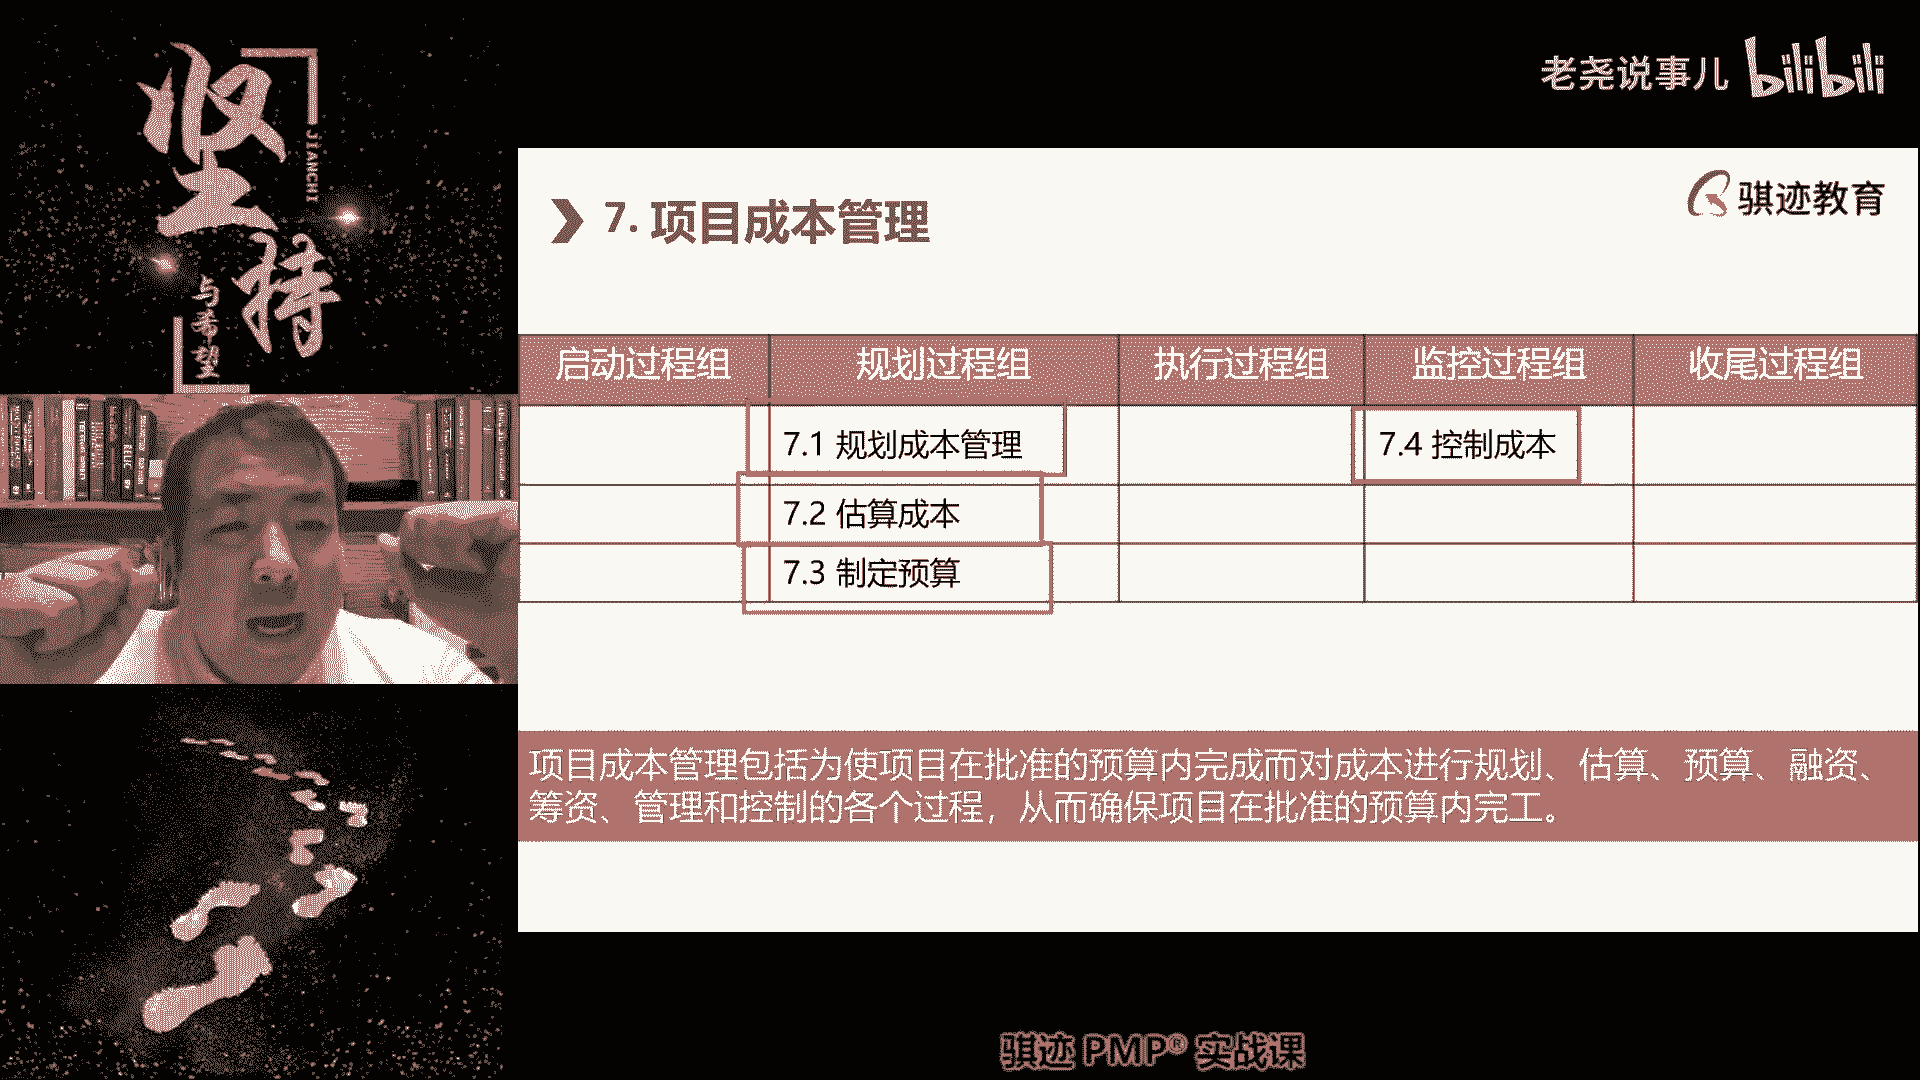 坚持
JIANCHI
与希望
老尧说事儿 bilibili
骐迹教育
7. 项目成本管理
启动过程组 规划过程组 执行过程组 监控过程组 收尾过程组
7.1 规划成本管理 7.4 控制成本
7.2 估算成本
7.3 制定预算
项目成本管理包括为使项目在批准的预算内完成而对成本进行规划、估算、预算、融资、
筹资、管理和控制的各个过程，从而确保项目在批准的预算内完工。
骐迹 PMP® 实战课